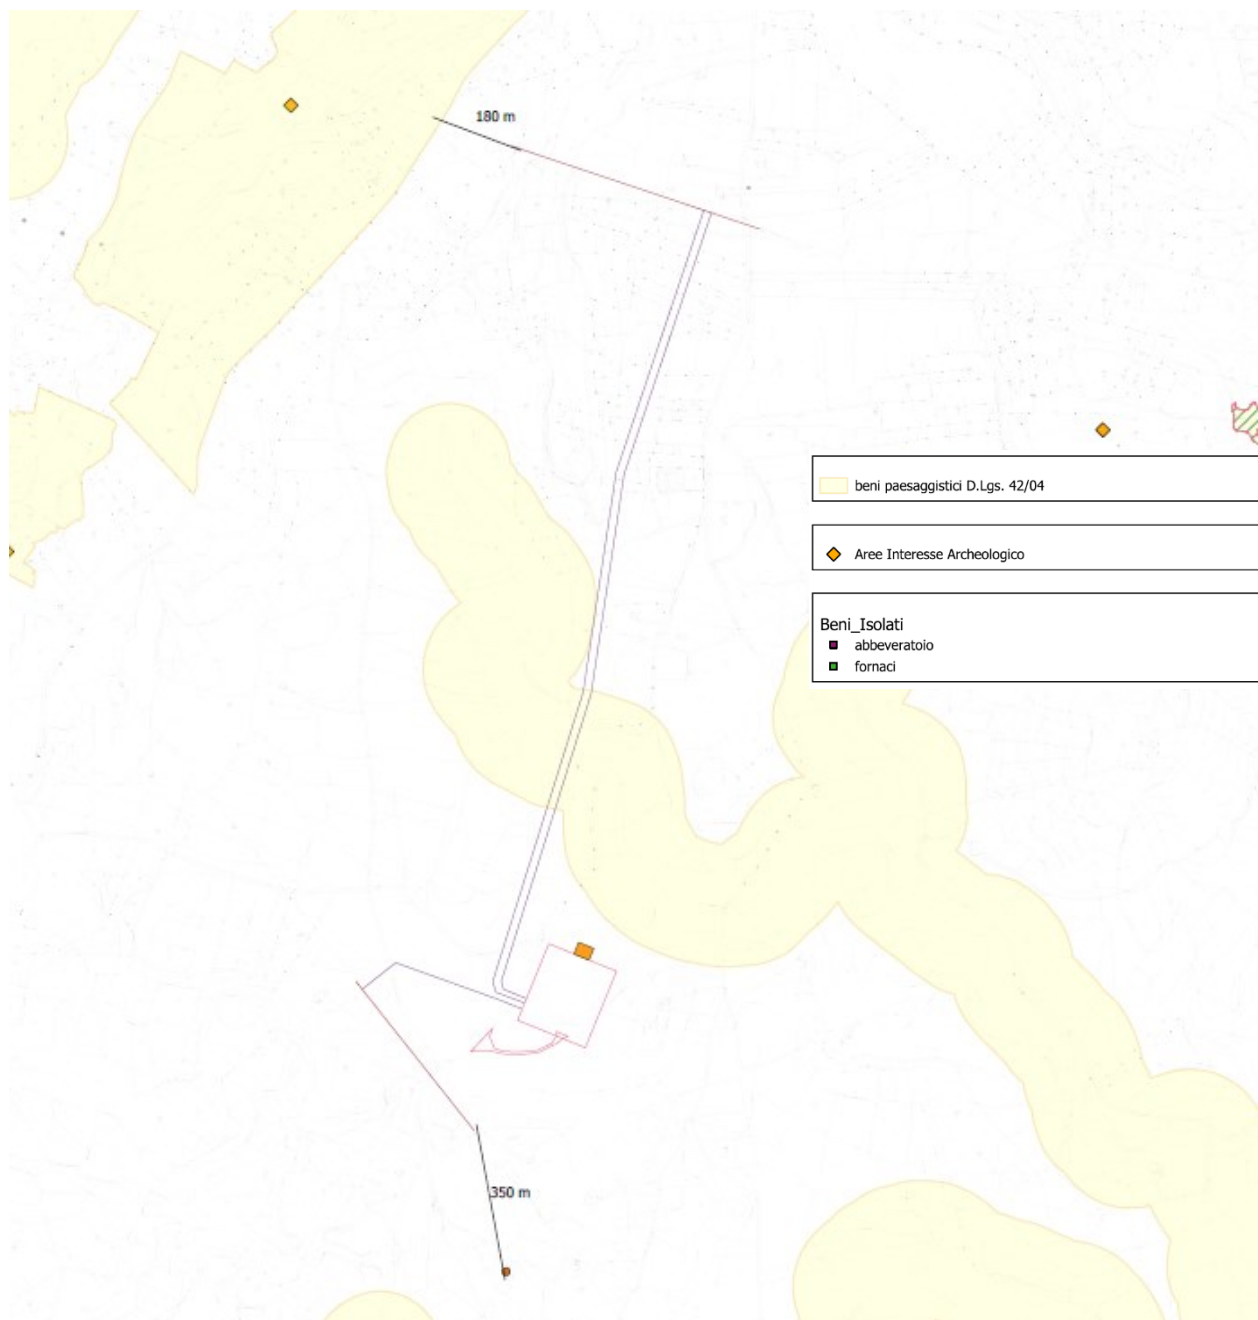 180 m
beni paesaggistici D.Lgs. 42/04
Aree Interesse Archeologico
Beni_Isolati
abbeveratoio
fornaci
350 m